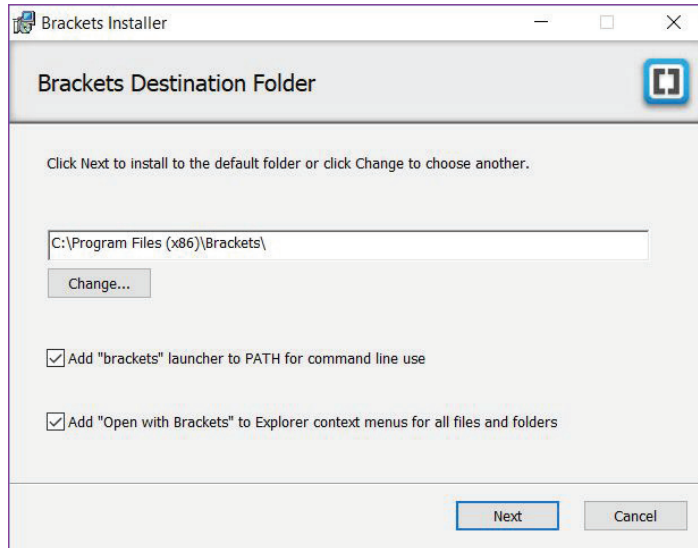 Brackets Installer
Brackets Destination Folder
Click Next to install to the default folder or click Change to choose another.
C:\Program Files (x86)\Brackets\
Change...
Add "brackets" launcher to PATH for command line use
Add "Open with Brackets" to Explorer context menus for all files and folders
Next
Cancel